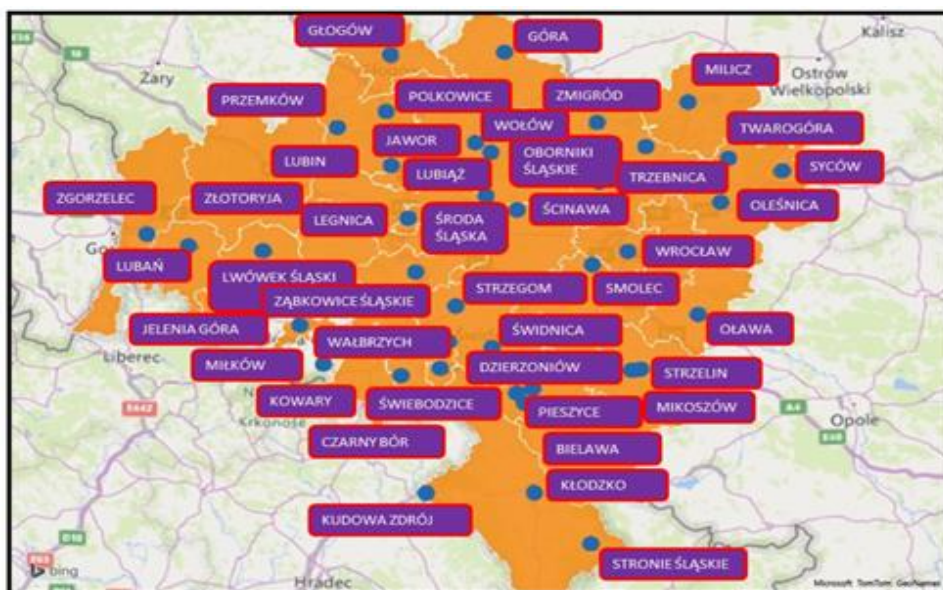 GŁOGÓW
GÓRA
Kalisz
Żary
MILICZ
Ostrów
Wielkopolski
PRZEMKÓW
POLKOWICE
ZMIGRÓD
JAWOR
WOŁÓW
TWAROGÓRA
LUBIN
LUBIĄŻ
OBORNIKI
ŚLĄSKIE
TRZEBNICA
SYCÓW
ZGORZELEC
ZŁOTORYJA
LEGNICA
ŚRODA
ŚLĄSKA
ŚCINAWA
OLEŚNICA
LUBAŃ
LWÓWEK ŚLĄSKI
WROCŁAW
ZĄBKOWICE ŚLĄSKIE
STRZEGOM
SMOLEC
JELENIA GÓRA
WAŁBRZYCH
ŚWIDNICA
OŁAWA
Liberec
MIŁKÓW
DZIERZONIÓW
STRZELIN
E442
KOWARY
ŚWIEBODZICE
PIESZYCE
MIKOSZÓW
A4
Opole
Krkonoše
CZARNY BÓR
BIELAWA
KŁODZKO
KUDOWA ZDRÓJ
STRONIE ŚLĄSKIE
bing
Hradec
Microsoft TomTom GeoNames